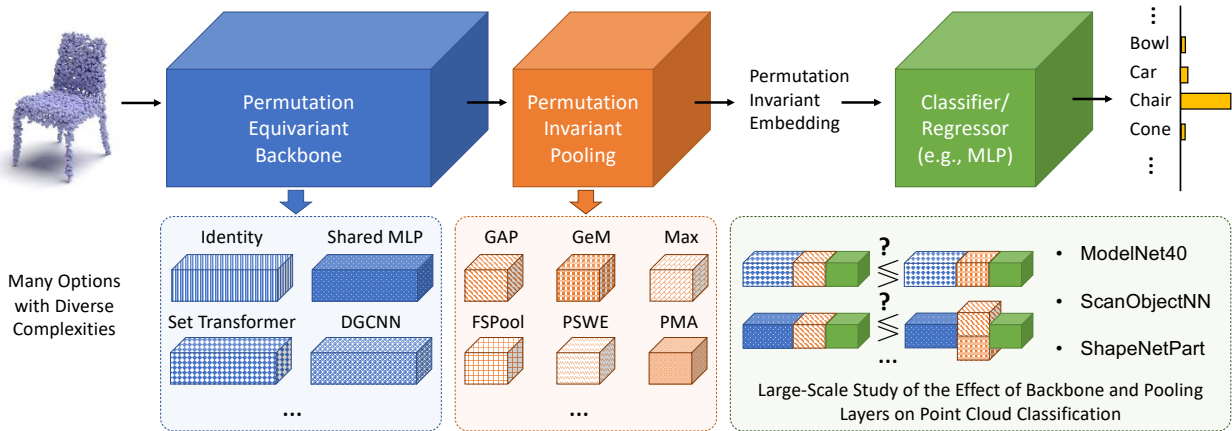 Permutation
Equivariant
Backbone
Permutation
Invariant
Pooling
Permutation
Invariant
Embedding
Classifier/
Regressor
(e.g., MLP)
...
Bowl
Car
Chair
Cone
...
Many Options
with Diverse
Complexities
Identity Shared MLP
Set Transformer DGCNN
...
GAP GeM Max
FSPool PSWE PMA
...
?
≤
?
≤
...
• ModelNet40
• ScanObjectNN
• ShapeNetPart
Large-Scale Study of the Effect of Backbone and Pooling
Layers on Point Cloud Classification